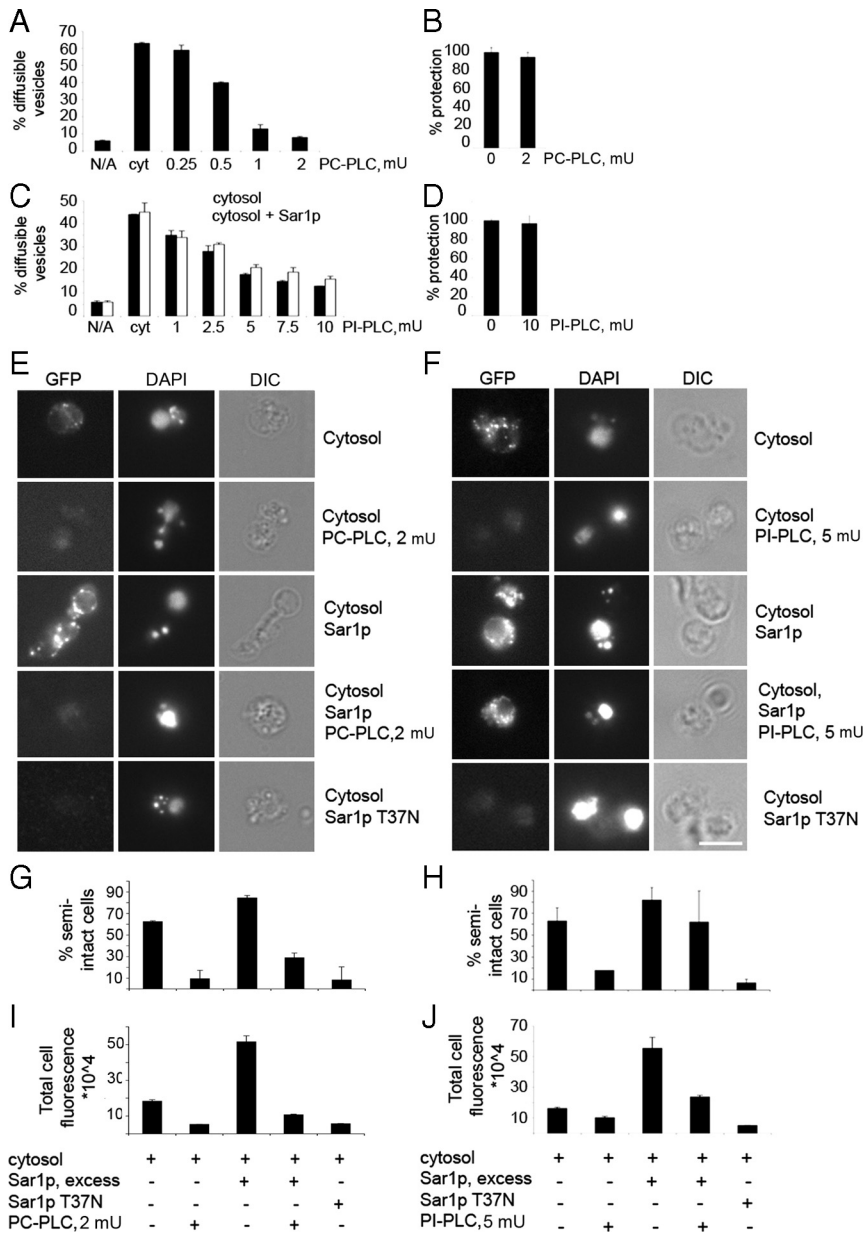 A
% diffusible
vesicles
70
60
50
40
30
20
10
0
N/A cyt 0.25 0.5 1 2 PC-PLC, mU
B
% protection
100
80
60
40
0
0 2 PC-PLC, mU
C
% diffusible
vesicles
50
40
30
20
10
0
cytosol
cytosol + Sar1p
N/A cyt 1 2.5 5 7.5 10 PI-PLC, mU
D
% protection
100
80
60
40
20
0
0 10 PI-PLC, mU
E
GFP DAPI DIC
Cytosol
Cytosol
PC-PLC, 2 mU
Cytosol
Sar1p
Cytosol
Sar1p
PC-PLC,2 mU
Cytosol
Sar1p T37N
F
GFP DAPI DIC
Cytosol
Cytosol
PI-PLC, 5 mU
Cytosol
Sar1p
Cytosol,
Sar1p
PI-PLC, 5 mU
Cytosol
Sar1p T37N
G
% semi-
intact cells
90
70
50
30
10
H
% semi-
intact cells
90
70
50
30
10
I
Total cell
fluorescence
*10^4
50
30
10
J
Total cell
fluorescence
*10^4
70
50
30
10
cytosol + + + + +
Sar1p, excess - - + + -
Sar1p T37N - - - - +
PC-PLC, 2 mU - + - + -
cytosol + + + + +
Sar1p, excess - - + + -
Sar1p T37N - - - - +
PI-PLC, 5 mU - + - + -